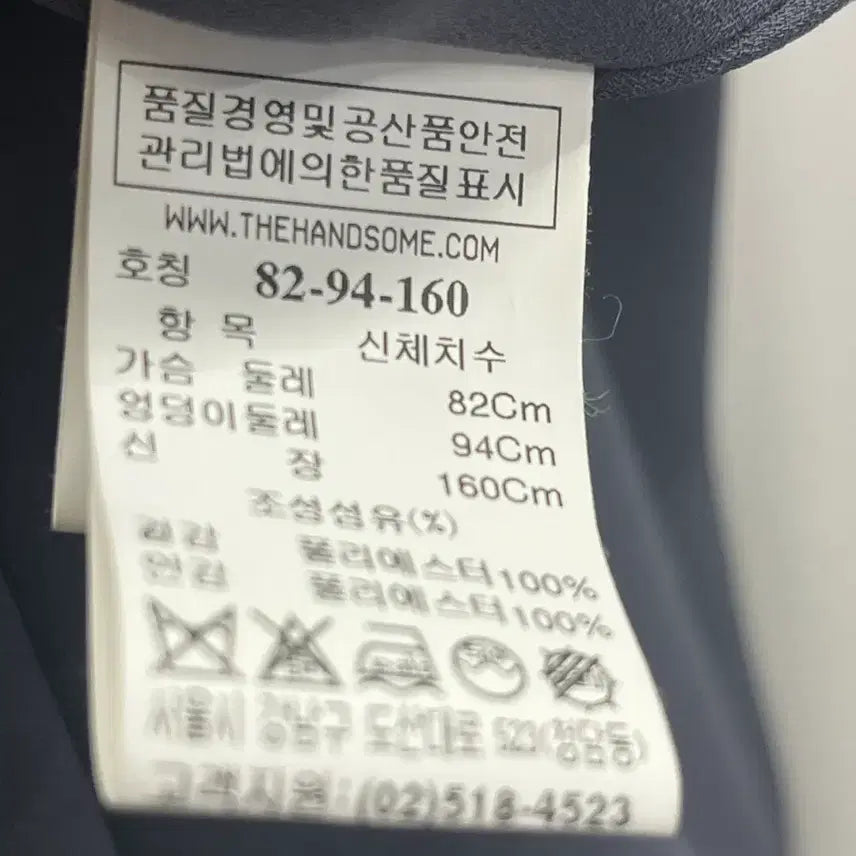 품질경영및공산품안전
관리법에의한품질표시
WWW.THEHANDSOME.COM
호칭 82-94-160
항 목 신체치수
가슴 둘레 82Cm
엉덩이둘레 94Cm
신 장 160Cm
조성섬유(%)
겉감 폴리에스터100%
안감 폴리에스터100%
서울시 강남구 도산대로 523(청담동)
고객지원:(02)518-4523